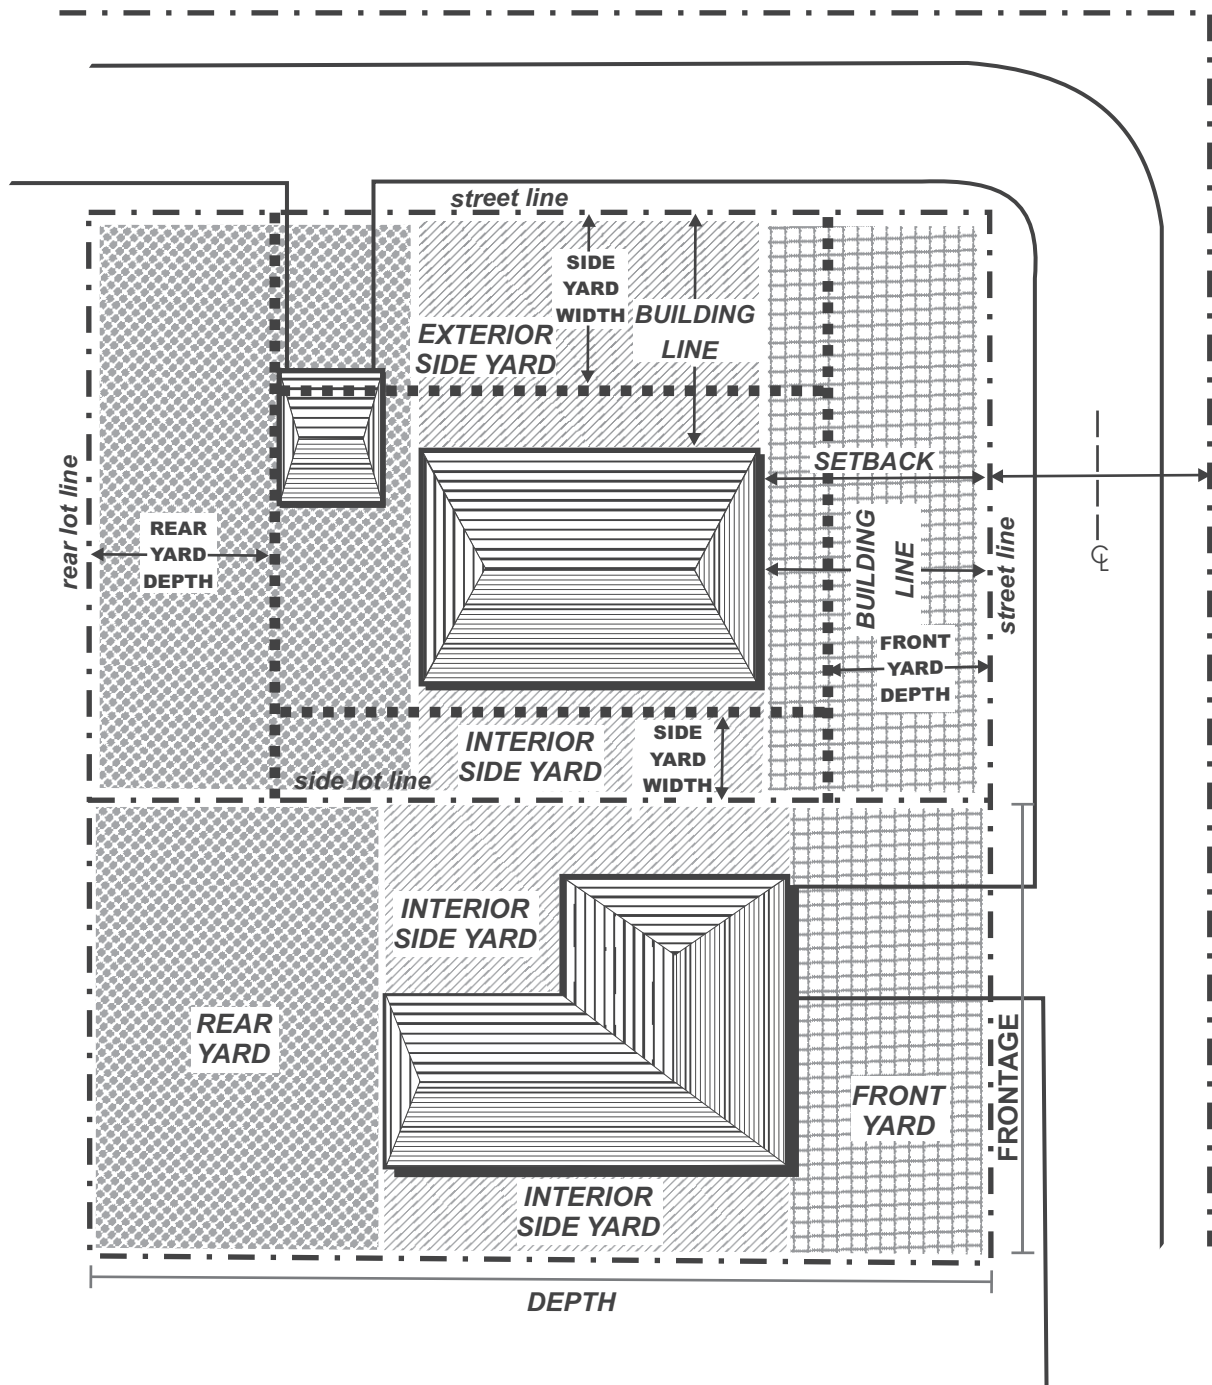 street line
SIDE
YARD
WIDTH
BUILDING
LINE
EXTERIOR
SIDE YARD
SETBACK
rear lot line
REAR
YARD
DEPTH
BUILDING
LINE
street line
℄
FRONT
YARD
DEPTH
INTERIOR
SIDE YARD
SIDE
YARD
WIDTH
side lot line
INTERIOR
SIDE YARD
REAR
YARD
FRONT
YARD
FRONTAGE
INTERIOR
SIDE YARD
DEPTH